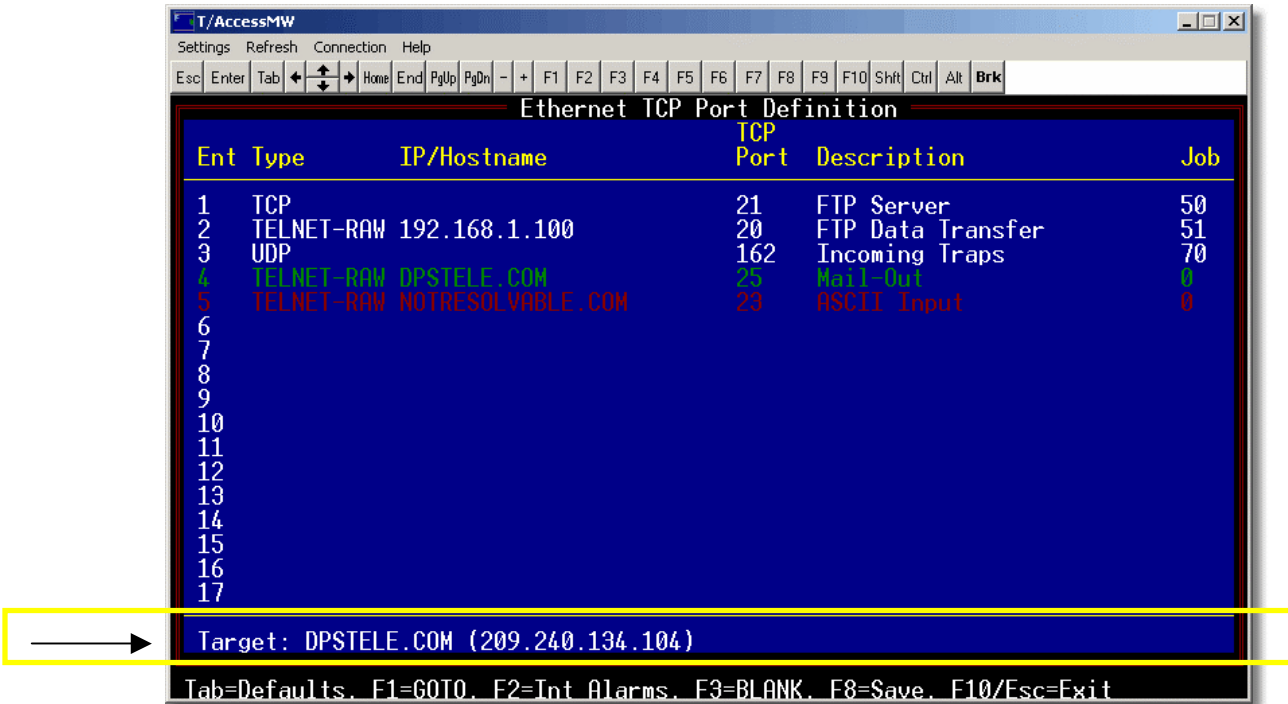 T/AccessMW
Settings Refresh Connection Help
Esc Enter Tab Home End PgUp PgDn - + F1 F2 F3 F4 F5 F6 F7 F8 F9 F10 Shft Ctrl Alt Brk
Ethernet TCP Port Definition
TCP
Ent Type IP/Hostname Port Description Job
1 TCP 21 FTP Server 50
2 TELNET-RAW 192.168.1.100 20 FTP Data Transfer 51
3 UDP 162 Incoming Traps 70
4 TELNET-RAW DPSTELE.COM 25 Mail-Out 0
5 TELNET-RAW NOTRESOLVABLE.COM 23 ASCII Input 0
6
7
8
9
10
11
12
13
14
15
16
17
Target: DPSTELE.COM (209.240.134.104)
Tab=Defaults. F1=GOTO. F2=Int Alarms. F3=BLANK. F8=Save. F10/Esc=Exit